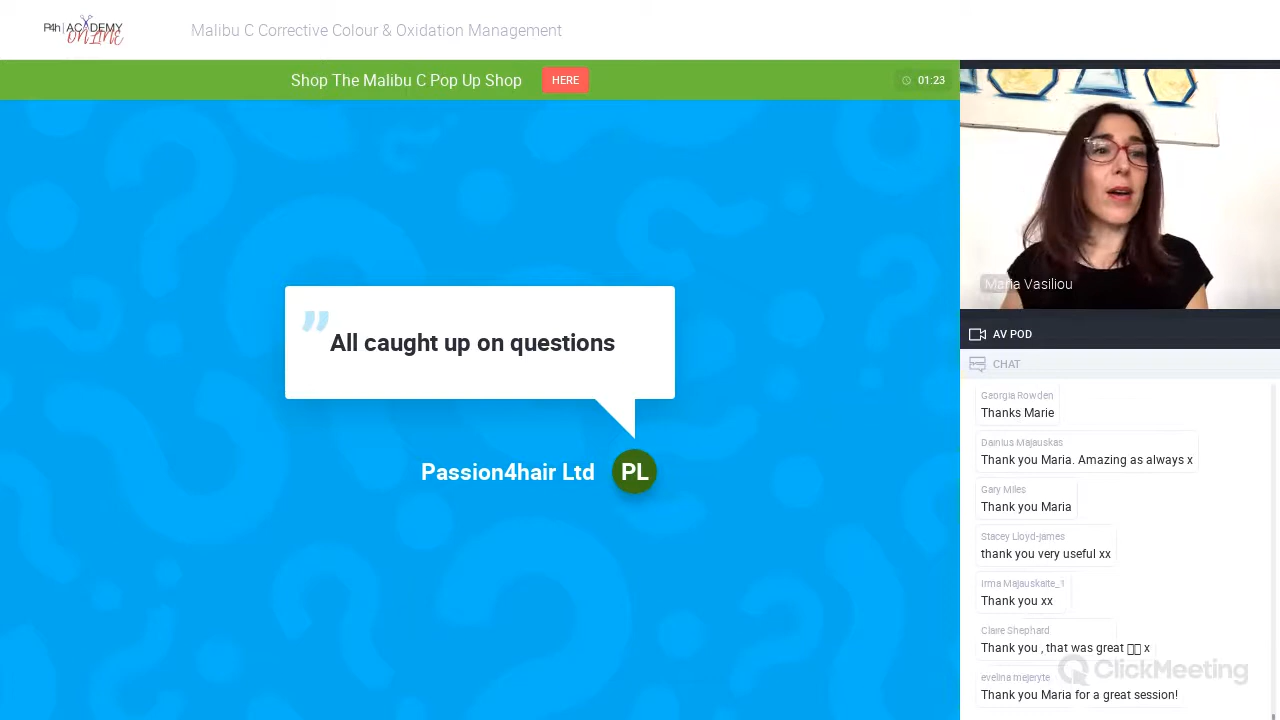 P4h | ACADEMY
ONLINE
Malibu C Corrective Colour & Oxidation Management
Shop The Malibu C Pop Up Shop
HERE
01:23
" All caught up on questions
Passion4hair Ltd
PL
Maria Vasiliou
AV POD
CHAT
Georgia Rowden
Thanks Marie
Dainius Majauskas
Thank you Maria. Amazing as always x
Gary Miles
Thank you Maria
Stacey Lloyd-james
thank you very useful xx
Irma Majauskaite_1
Thank you xx
Claire Shephard
Thank you , that was great x
evelina mejeryte
Thank you Maria for a great session!
ClickMeeting